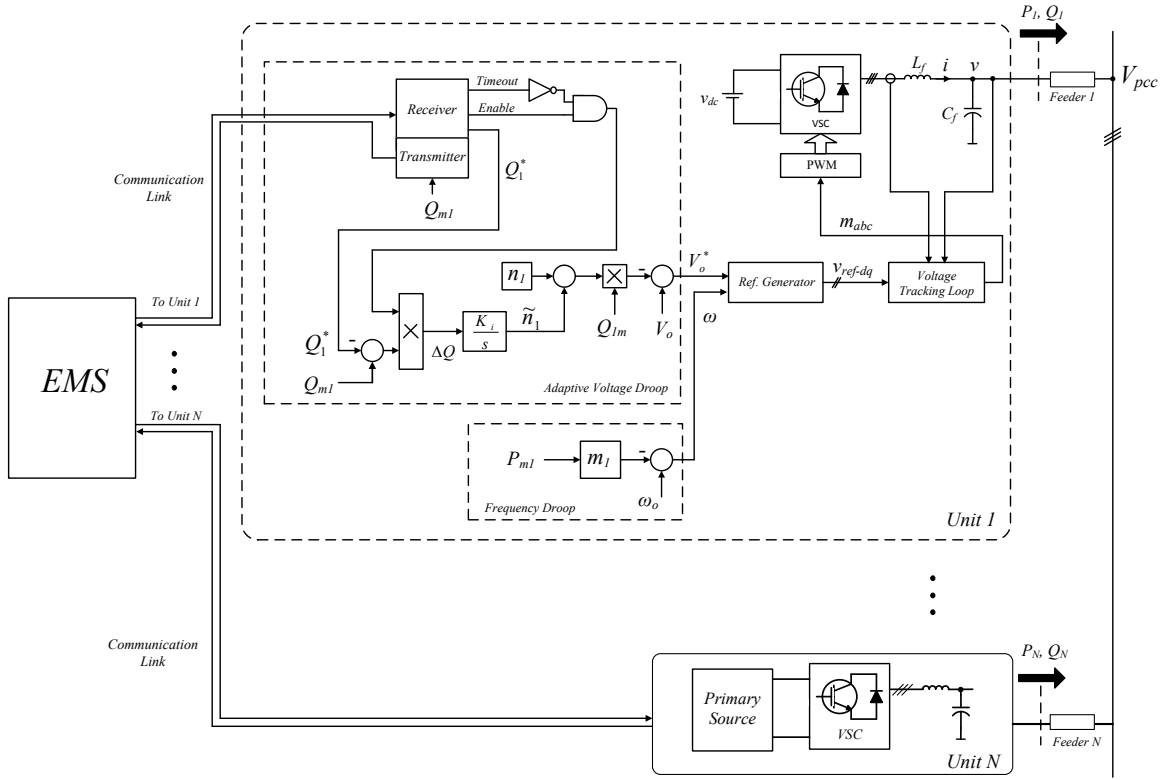 P1, Q1
Vpcc
Timeout
Enable
Receiver
Transmitter
Q1*
Qm1
Communication
Link
vdc
VSC
PWM
Lf
i
v
Cf
Feeder 1
mabc
n1
ñ1
Q1m
Vo*
Vo
ω
Ref. Generator
vref-dq
Voltage
Tracking Loop
To Unit 1
EMS
To Unit N
Q1*
-
Qm1
×
ΔQ
Ki
s
×
-
Adaptive Voltage Droop
Pm1
m1
-
ωo
Frequency Droop
Unit 1
Communication
Link
Primary
Source
VSC
Unit N
PN, QN
Feeder N